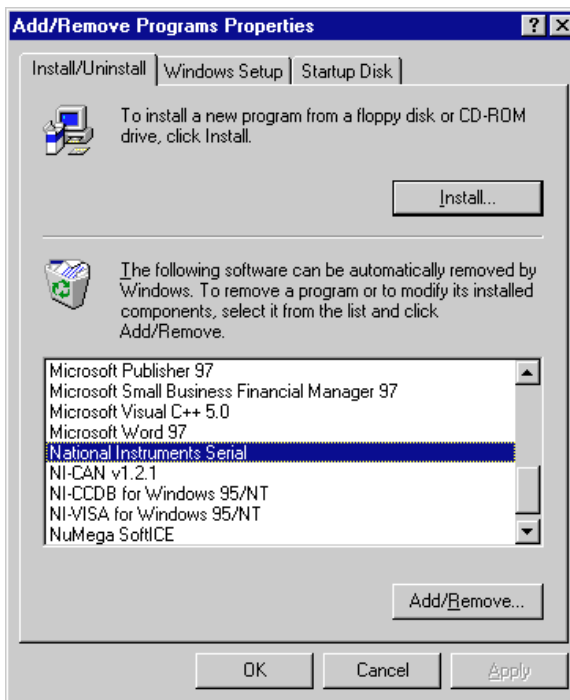 Add/Remove Programs Properties
Install/Uninstall
Windows Setup
Startup Disk
To install a new program from a floppy disk or CD-ROM
drive, click Install.
Install...
The following software can be automatically removed by
Windows. To remove a program or to modify its installed
components, select it from the list and click
Add/Remove.
Microsoft Publisher 97
Microsoft Small Business Financial Manager 97
Microsoft Visual C++ 5.0
Microsoft Word 97
National Instruments Serial
NI-CAN v1.2.1
NI-CCDB for Windows 95/NT
NI-VISA for Windows 95/NT
NuMega SoftICE
Add/Remove...
OK
Cancel
Apply